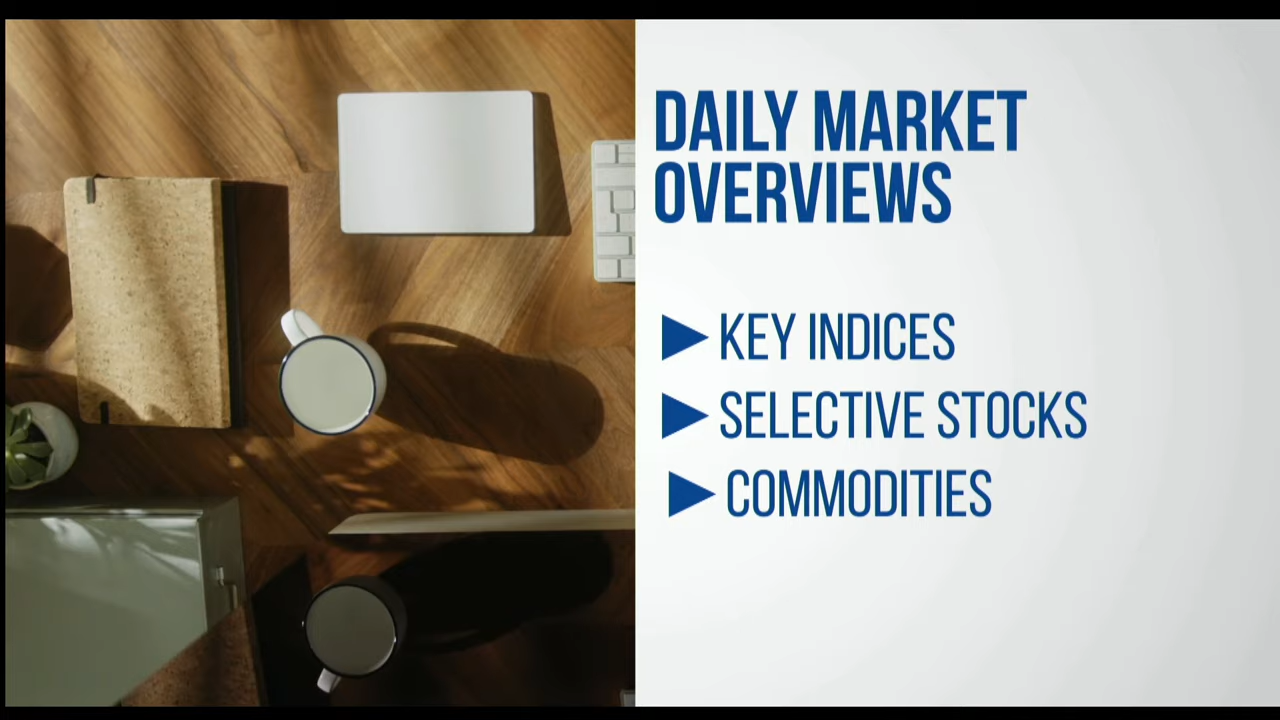 DAILY MARKET
OVERVIEWS
KEY INDICES
SELECTIVE STOCKS
COMMODITIES